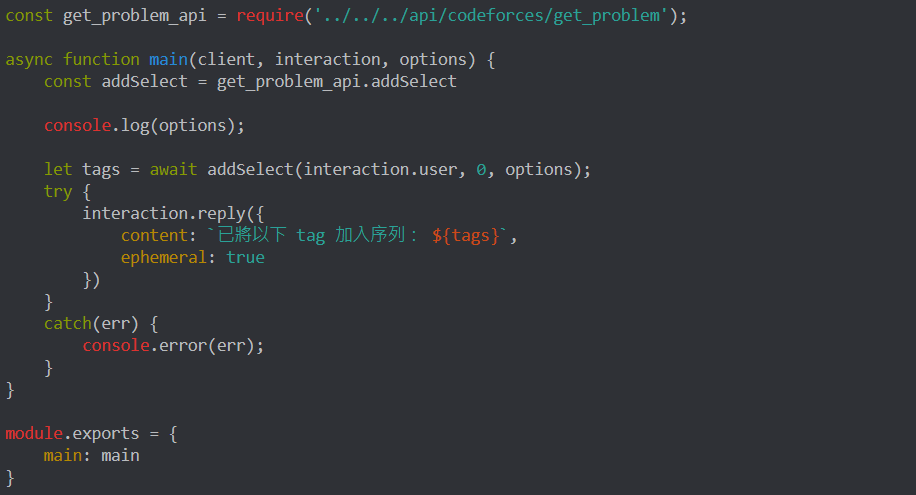 const get_problem_api = require('../../../api/codeforces/get_problem');
async function main(client, interaction, options) {
    const addSelect = get_problem_api.addSelect
    console.log(options);
    let tags = await addSelect(interaction.user, 0, options);
    try {
        interaction.reply({
            content: `已將以下 tag 加入序列： ${tags}`,
            ephemeral: true
        })
    }
    catch(err) {
        console.error(err);
    }
}
module.exports = {
    main: main
}